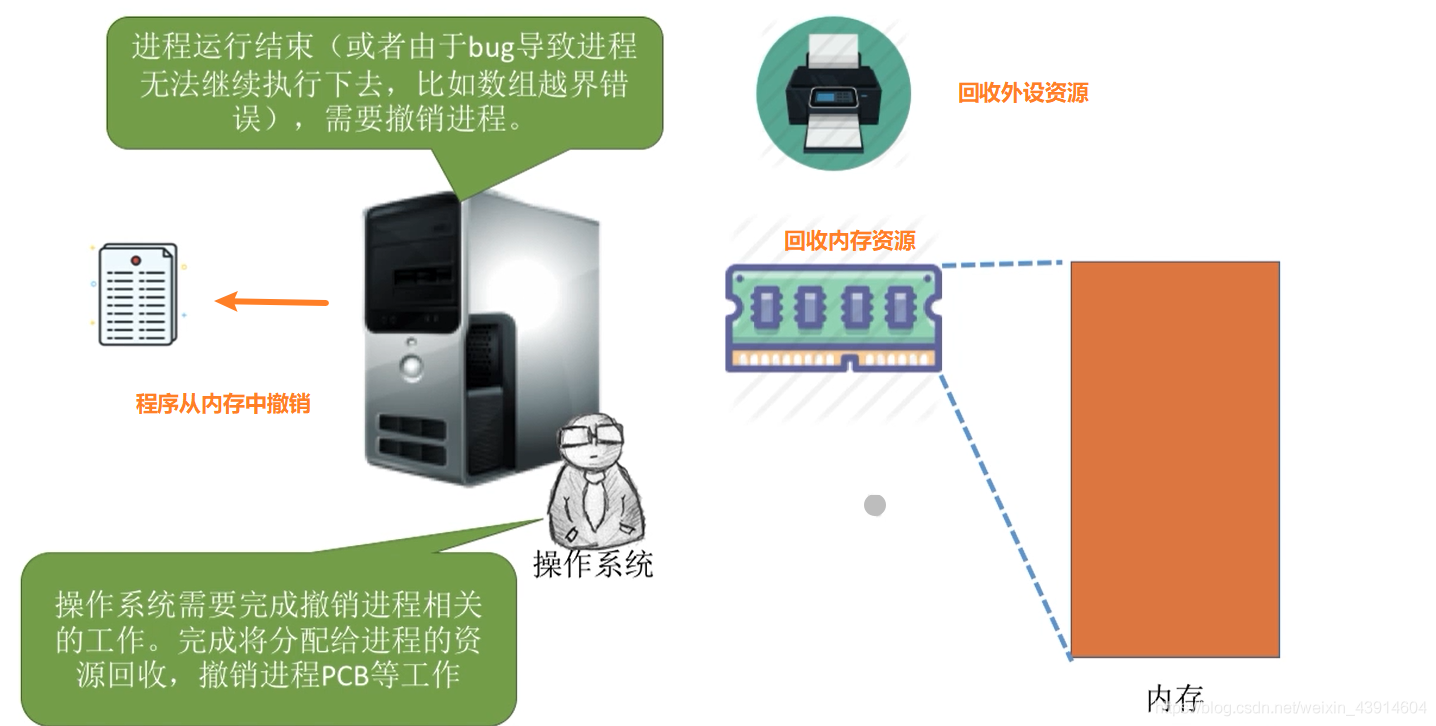 进程运行结束（或者由于bug导致进程
无法继续执行下去，比如数组越界错
误），需要撤销进程。
回收外设资源
回收内存资源
程序从内存中撤销
操作系统
操作系统需要完成撤销进程相关
的工作。完成将分配给进程的资
源回收，撤销进程PCB等工作
内存
https://blog.csdn.net/weixin_43914604